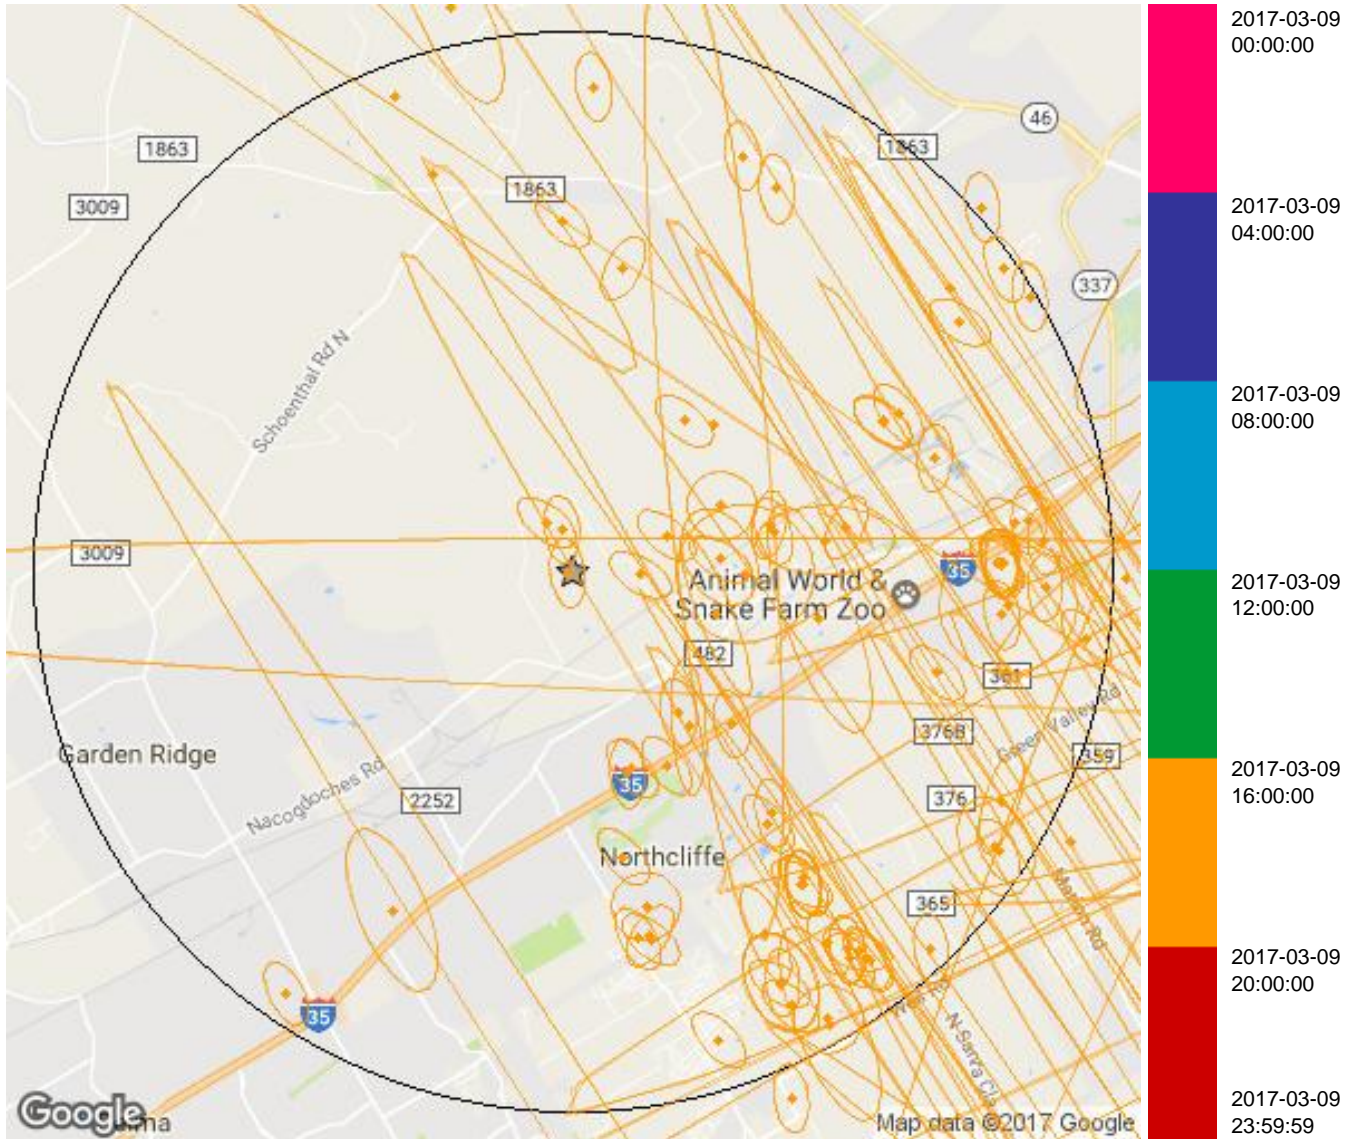 2017-03-09
00:00:00
46
1863
1863
1863
3009
2017-03-09
04:00:00
337
Schoenthal Rd N
2017-03-09
08:00:00
3009
35
Animal World &
Snake Farm Zoo
2017-03-09
12:00:00
482
361
Green Valley Rd
3768
359
Garden Ridge
35
2017-03-09
16:00:00
Nacogdoches Rd
2252
376
Northcliffe
365
Marion Rd
2017-03-09
20:00:00
35
N Santa Cla
Google
Map data ©2017 Google
2017-03-09
23:59:59